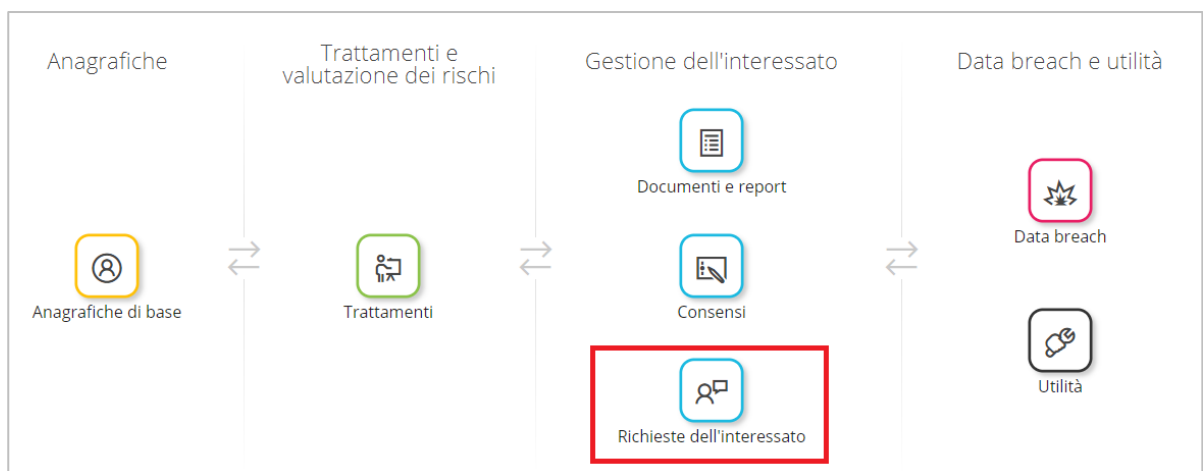 Anagrafiche
Trattamenti e
valutazione dei rischi
Gestione dell'interessato
Data breach e utilità
Documenti e report
Data breach
Anagrafiche di base
Trattamenti
Consensi
Utilità
Richieste dell'interessato